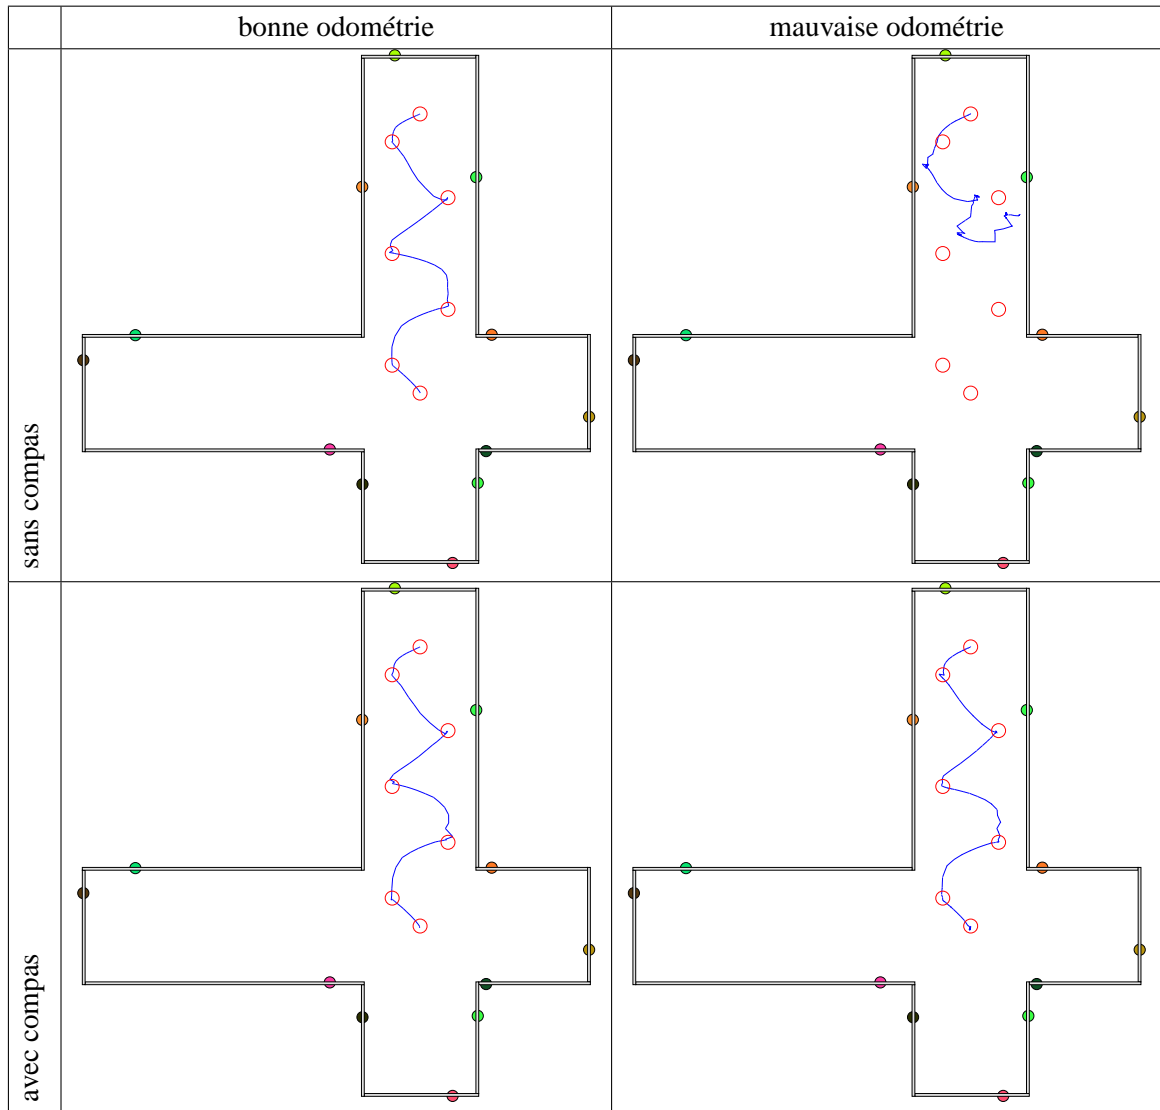 bonne odométrie
mauvaise odométrie
sans compas
avec compas